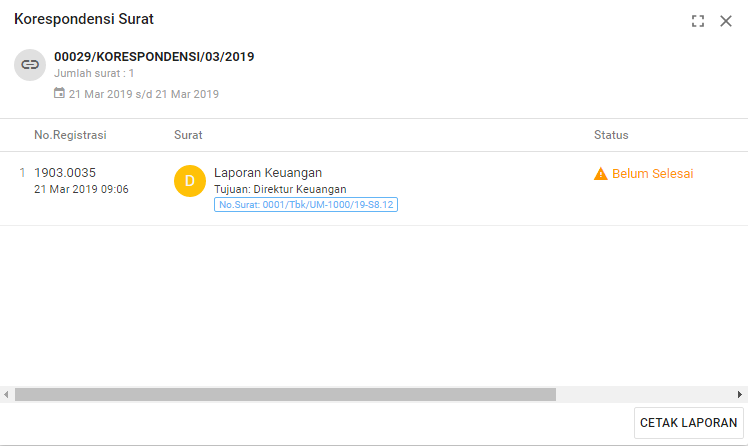 Korespondensi Surat
00029/KORESPONDENSI/03/2019
Jumlah surat : 1
21 Mar 2019 s/d 21 Mar 2019
No.Registrasi Surat Status
1 1903.0035 D Laporan Keuangan Belum Selesai
21 Mar 2019 09:06 Tujuan: Direktur Keuangan
No.Surat: 0001/Tbk/UM-1000/19-S8.12
CETAK LAPORAN